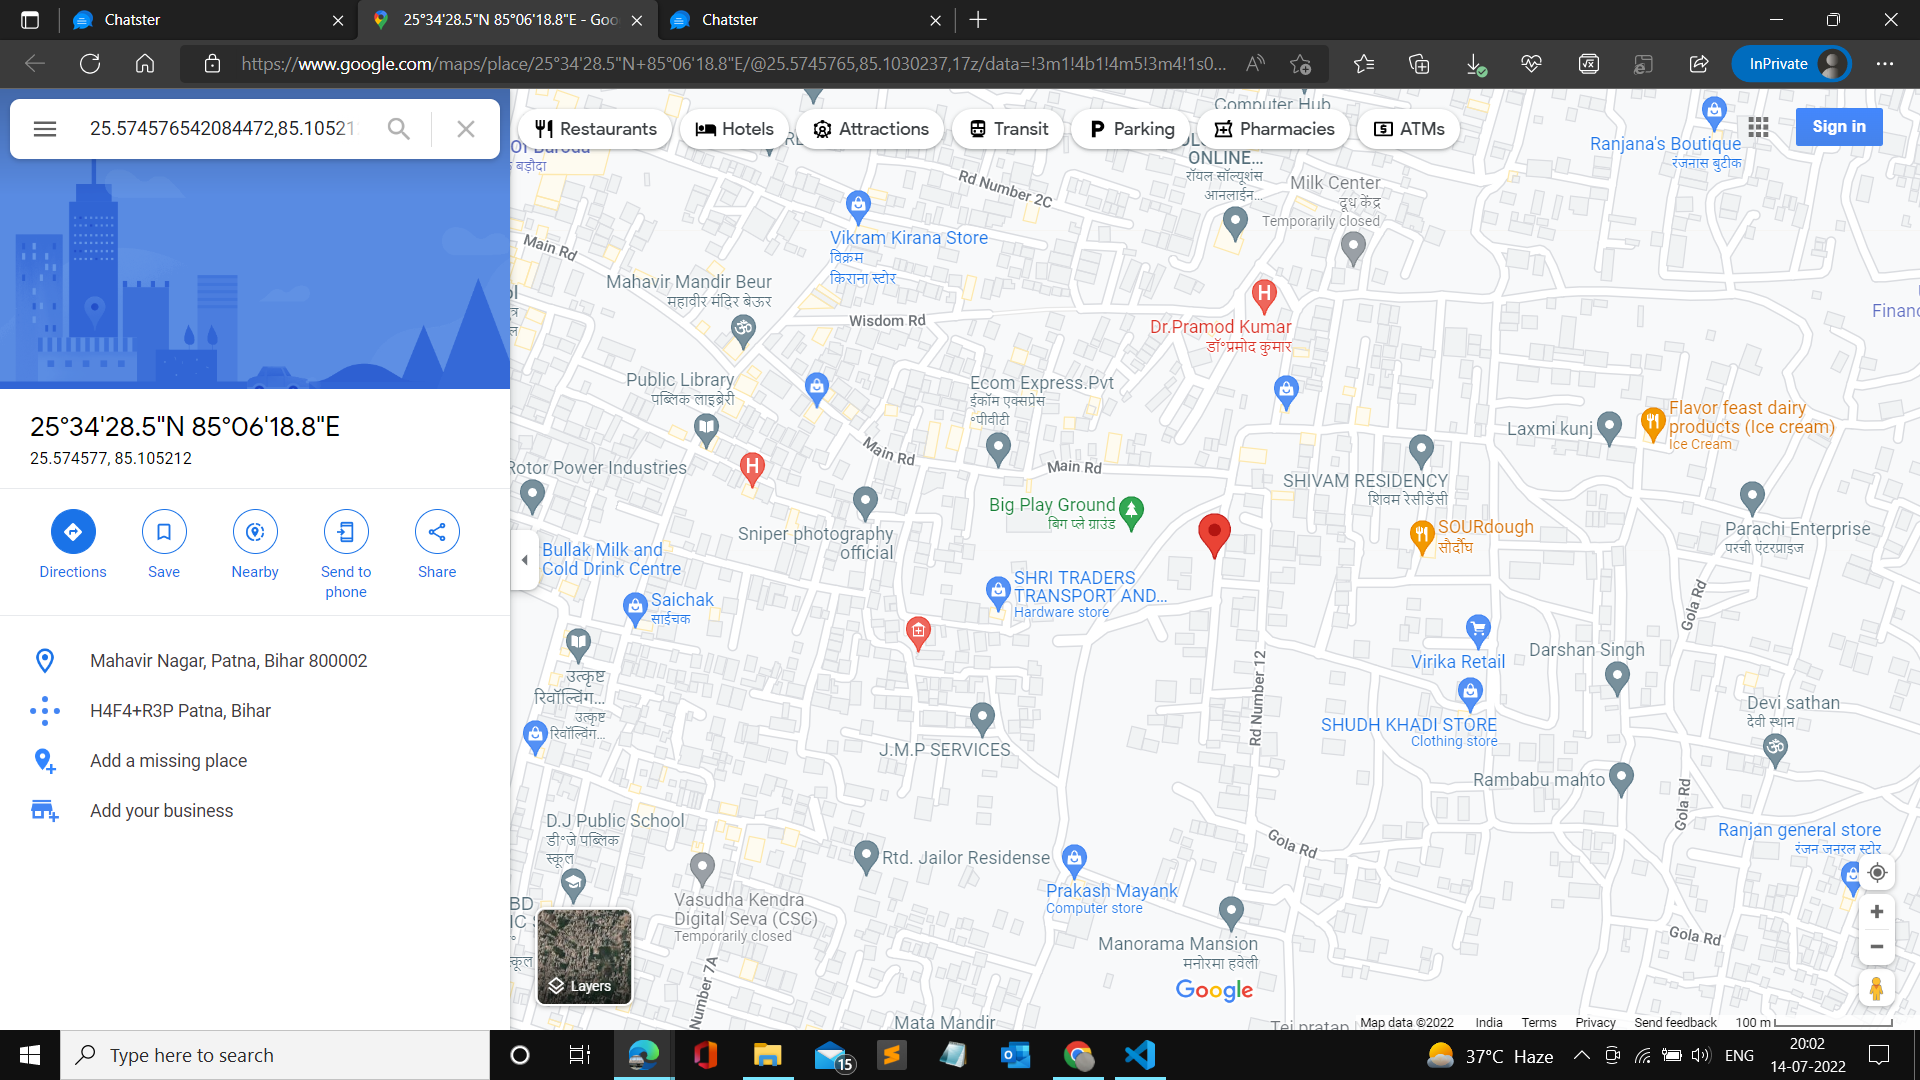 Chatster
25°34'28.5"N 85°06'18.8"E - Goo
Chatster
https://www.google.com/maps/place/25°34'28.5"N+85°06'18.8"E/@25.5745765,85.1030237,17z/data=!3m1!4b1!4m5!3m4!1s0...
InPrivate
25.574576542084472,85.10521
Restaurants
Hotels
Attractions
Transit
Parking
Pharmacies
ATMs
Sign in
of Baroda
बड़ौदा
25°34'28.5"N 85°06'18.8"E
25.574577, 85.105212
Directions
Save
Nearby
Send to
phone
Share
Mahavir Nagar, Patna, Bihar 800002
H4F4+R3P Patna, Bihar
Add a missing place
Add your business
Computer Hub
ONLINE...
रॉयल सॉल्यूशंस
आनलाईन...
Milk Center
दूध केंद्र
Temporarily closed
Ranjana's Boutique
रंजनास बुटीक
Rd Number 2C
Main Rd
Vikram Kirana Store
विक्रम
किराना स्टोर
Mahavir Mandir Beur
महावीर मंदिर बेऊर
Wisdom Rd
Dr.Pramod Kumar
डॉ॰प्रमोद कुमार
Financ
Public Library
पब्लिक लाइब्रेरी
Ecom Express.Pvt
ईकॉम एक्सप्रेस
॰पीवीटी
Main Rd
Main Rd
Laxmi kunj
Flavor feast dairy
products (Ice cream)
Ice Cream
Rotor Power Industries
SHIVAM RESIDENCY
शिवम रेसीडेंसी
Big Play Ground
बिग प्ले ग्राउंड
Sniper photography
official
SOURdough
सौर्दौघ
Parachi Enterprise
परची एंटरप्राइज
Bullak Milk and
Cold Drink Centre
SHRI TRADERS
TRANSPORT AND...
Hardware store
Saichak
साईचक
Gola Rd
Virika Retail
Darshan Singh
उत्कृष्ट
रिवॉल्विंग...
उत्कृष्ट
रिवॉल्विंग...
Rd Number 12
SHUDH KHADI STORE
Clothing store
Devi sathan
देवी स्थान
J.M.P SERVICES
Rambabu mahto
Gola Rd
D.J Public School
डी॰जे पब्लिक
स्कूल
Ranjan general store
रंजन जनरल स्टोर
Gola Rd
Rtd. Jailor Residense
Prakash Mayank
Computer store
Vasudha Kendra
Digital Seva (CSC)
Temporarily closed
BD
IC S
स्कूल
Manorama Mansion
मनोरमा हवेली
Gola Rd
Number 7A
Layers
Google
Mata Mandir
Tej pratap
Map data ©2022
India
Terms
Privacy
Send feedback
100 m
Type here to search
15
37°C Haze
ENG
20:02
14-07-2022